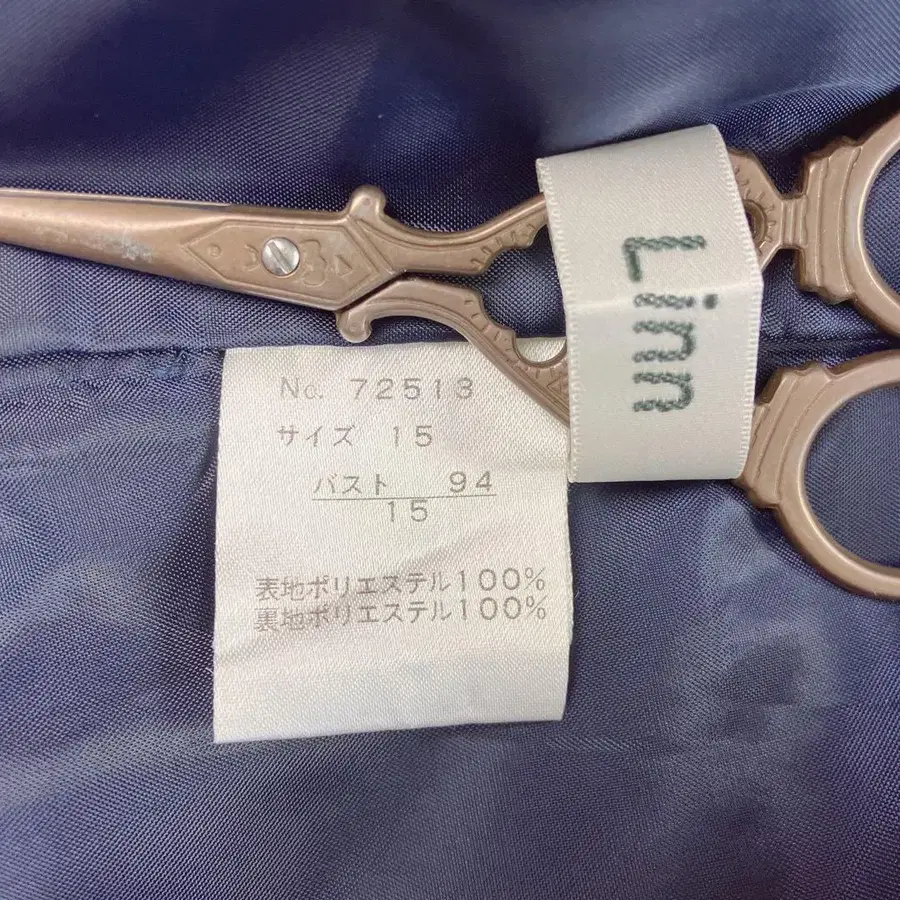 Linn
No. 72513
サイズ 15
バスト 94
15
表地ポリエステル100%
裏地ポリエステル100%